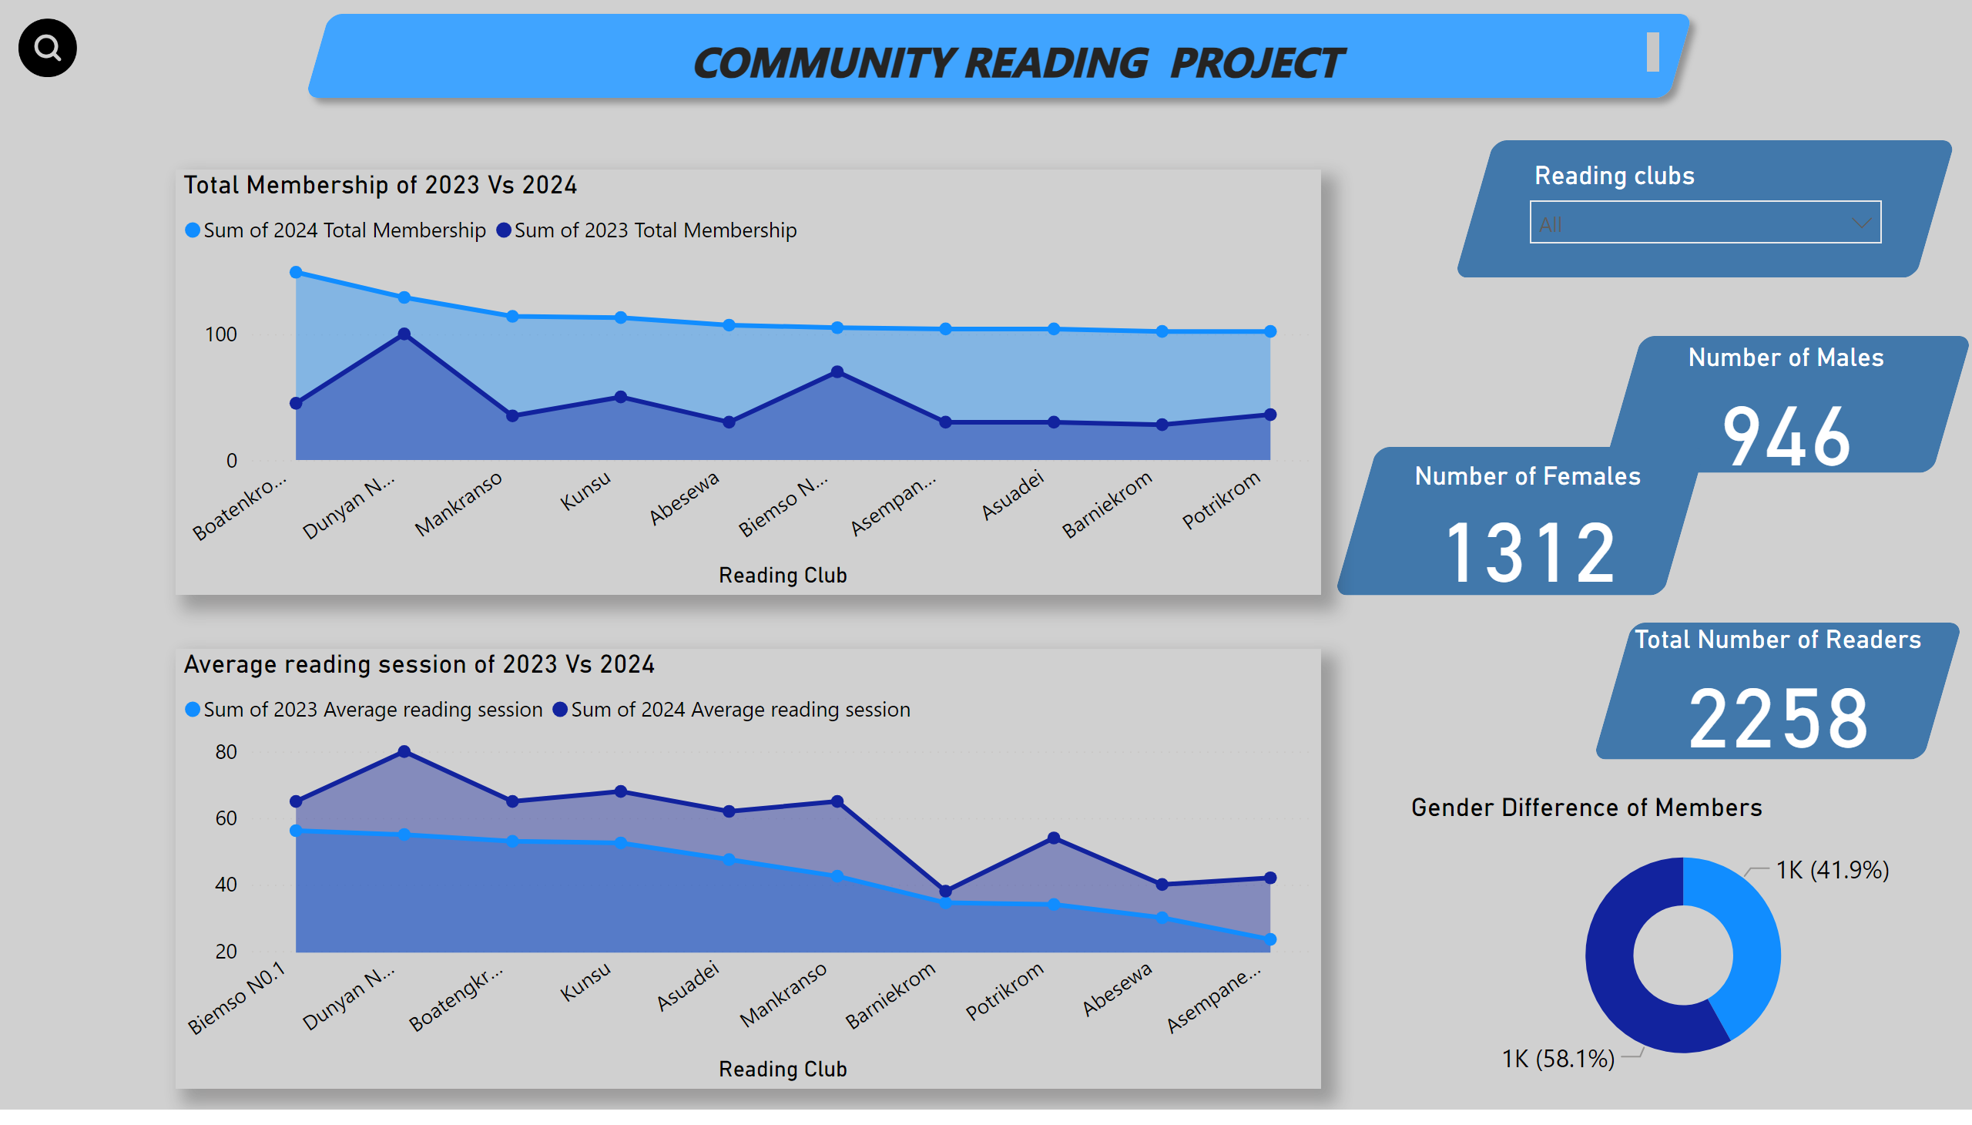 COMMUNITY READING PROJECT
Reading clubs
All
Total Membership of 2023 Vs 2024
Sum of 2024 Total Membership Sum of 2023 Total Membership
100
0
Boatenkro... Dunyan N... Mankranso Kunsu Abesewa Biemso N... Asempan... Asuadei Barniekrom Potrikrom
Reading Club
Number of Males
946
Number of Females
1312
Total Number of Readers
2258
Average reading session of 2023 Vs 2024
Sum of 2023 Average reading session Sum of 2024 Average reading session
80
60
40
20
Biemso N0.1 Dunyan N... Boatengkr... Kunsu Asuadei Mankranso Barniekrom Potrikrom Abesewa Asempane...
Reading Club
Gender Difference of Members
1K (41.9%)
1K (58.1%)